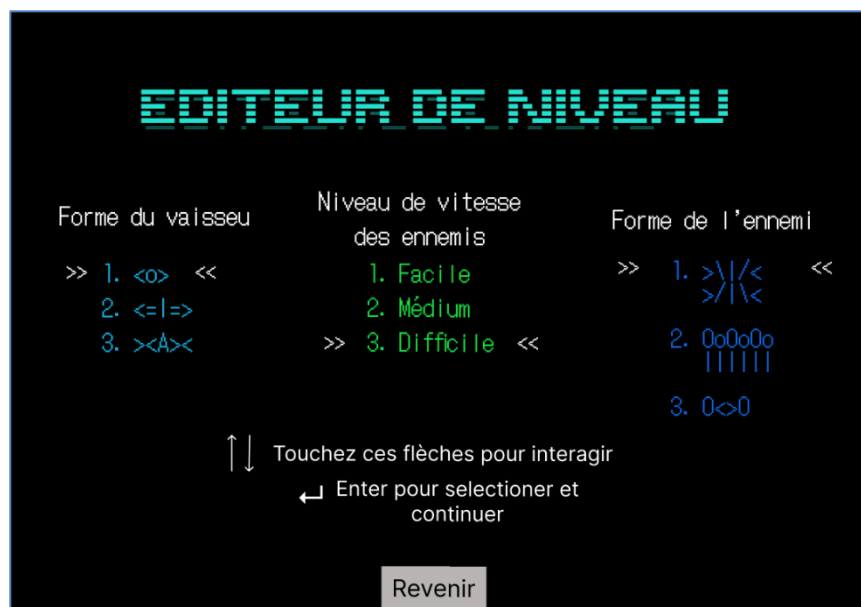 EDITEUR DE NIVEAU
Forme du vaisseu
>> 1. <o> <<
2. <=|=>
3. ><A><
Niveau de vitesse
des ennemis
1. Facile
2. Médium
>> 3. Difficile <<
Forme de l'ennemi
>> 1. >\|/< <<
>/|\<
2. OoOoOo
||||||
3. O<>O
↑↓ Touchez ces flèches pour interagir
↵ Enter pour selectioner et
continuer
Revenir